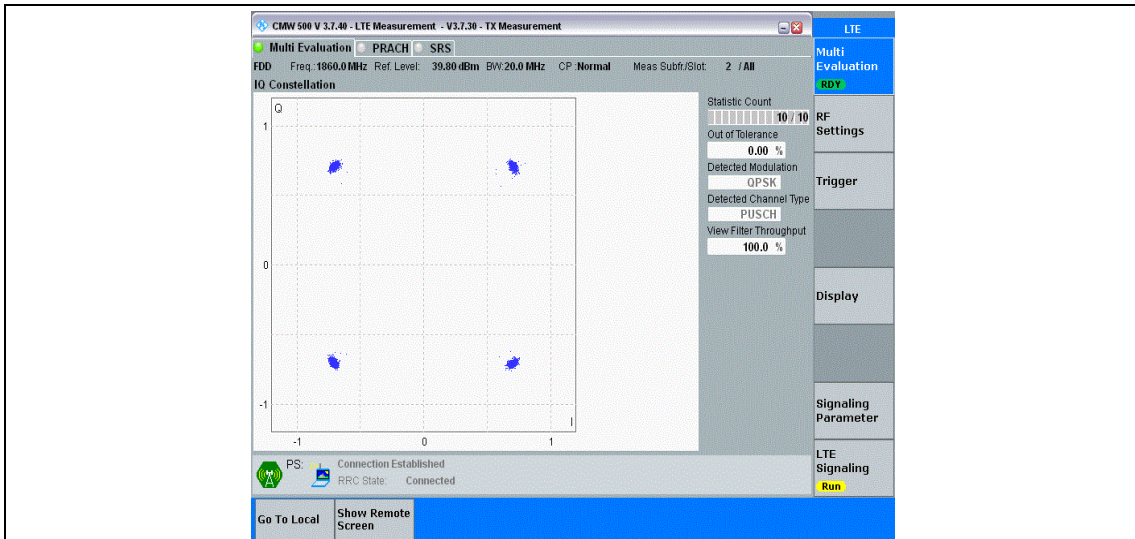 CMW 500 V 3.7.40 - LTE Measurement - V3.7.30 - TX Measurement
LTE
Multi Evaluation PRACH SRS
FDD Freq.:1860.0 MHz Ref. Level: 39.80 dBm BW:20.0 MHz CP :Normal Meas Subfr./Slot: 2 / All
IQ Constellation
Q
1
0
-1
-1 0 1
I
Statistic Count
10 / 10
Out of Tolerance
0.00 %
Detected Modulation
QPSK
Detected Channel Type
PUSCH
View Filter Throughput
100.0 %
Multi
Evaluation
RDY
RF
Settings
Trigger
Display
Signaling
Parameter
LTE
Signaling
Run
PS: Connection Established
RRC State: Connected
Go To Local
Show Remote
Screen